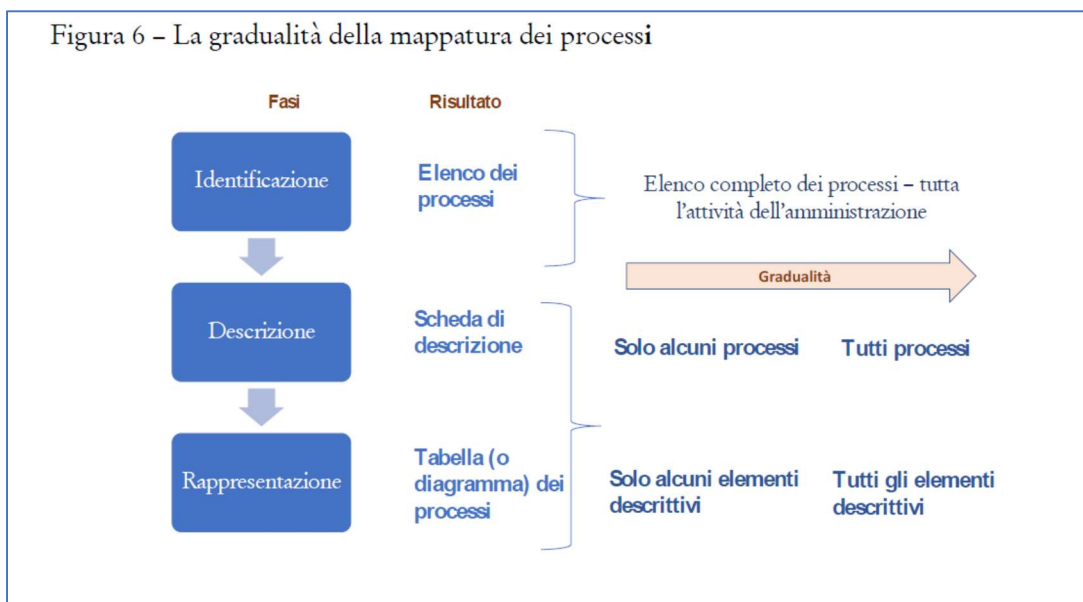 Figura 6 – La gradualità della mappatura dei processi
Fasi
Risultato
Identificazione
Elenco dei
processi
Elenco completo dei processi – tutta
l'attività dell'amministrazione
Gradualità
Descrizione
Scheda di
descrizione
Solo alcuni processi
Tutti processi
Rappresentazione
Tabella (o
diagramma) dei
processi
Solo alcuni elementi
descrittivi
Tutti gli elementi
descrittivi